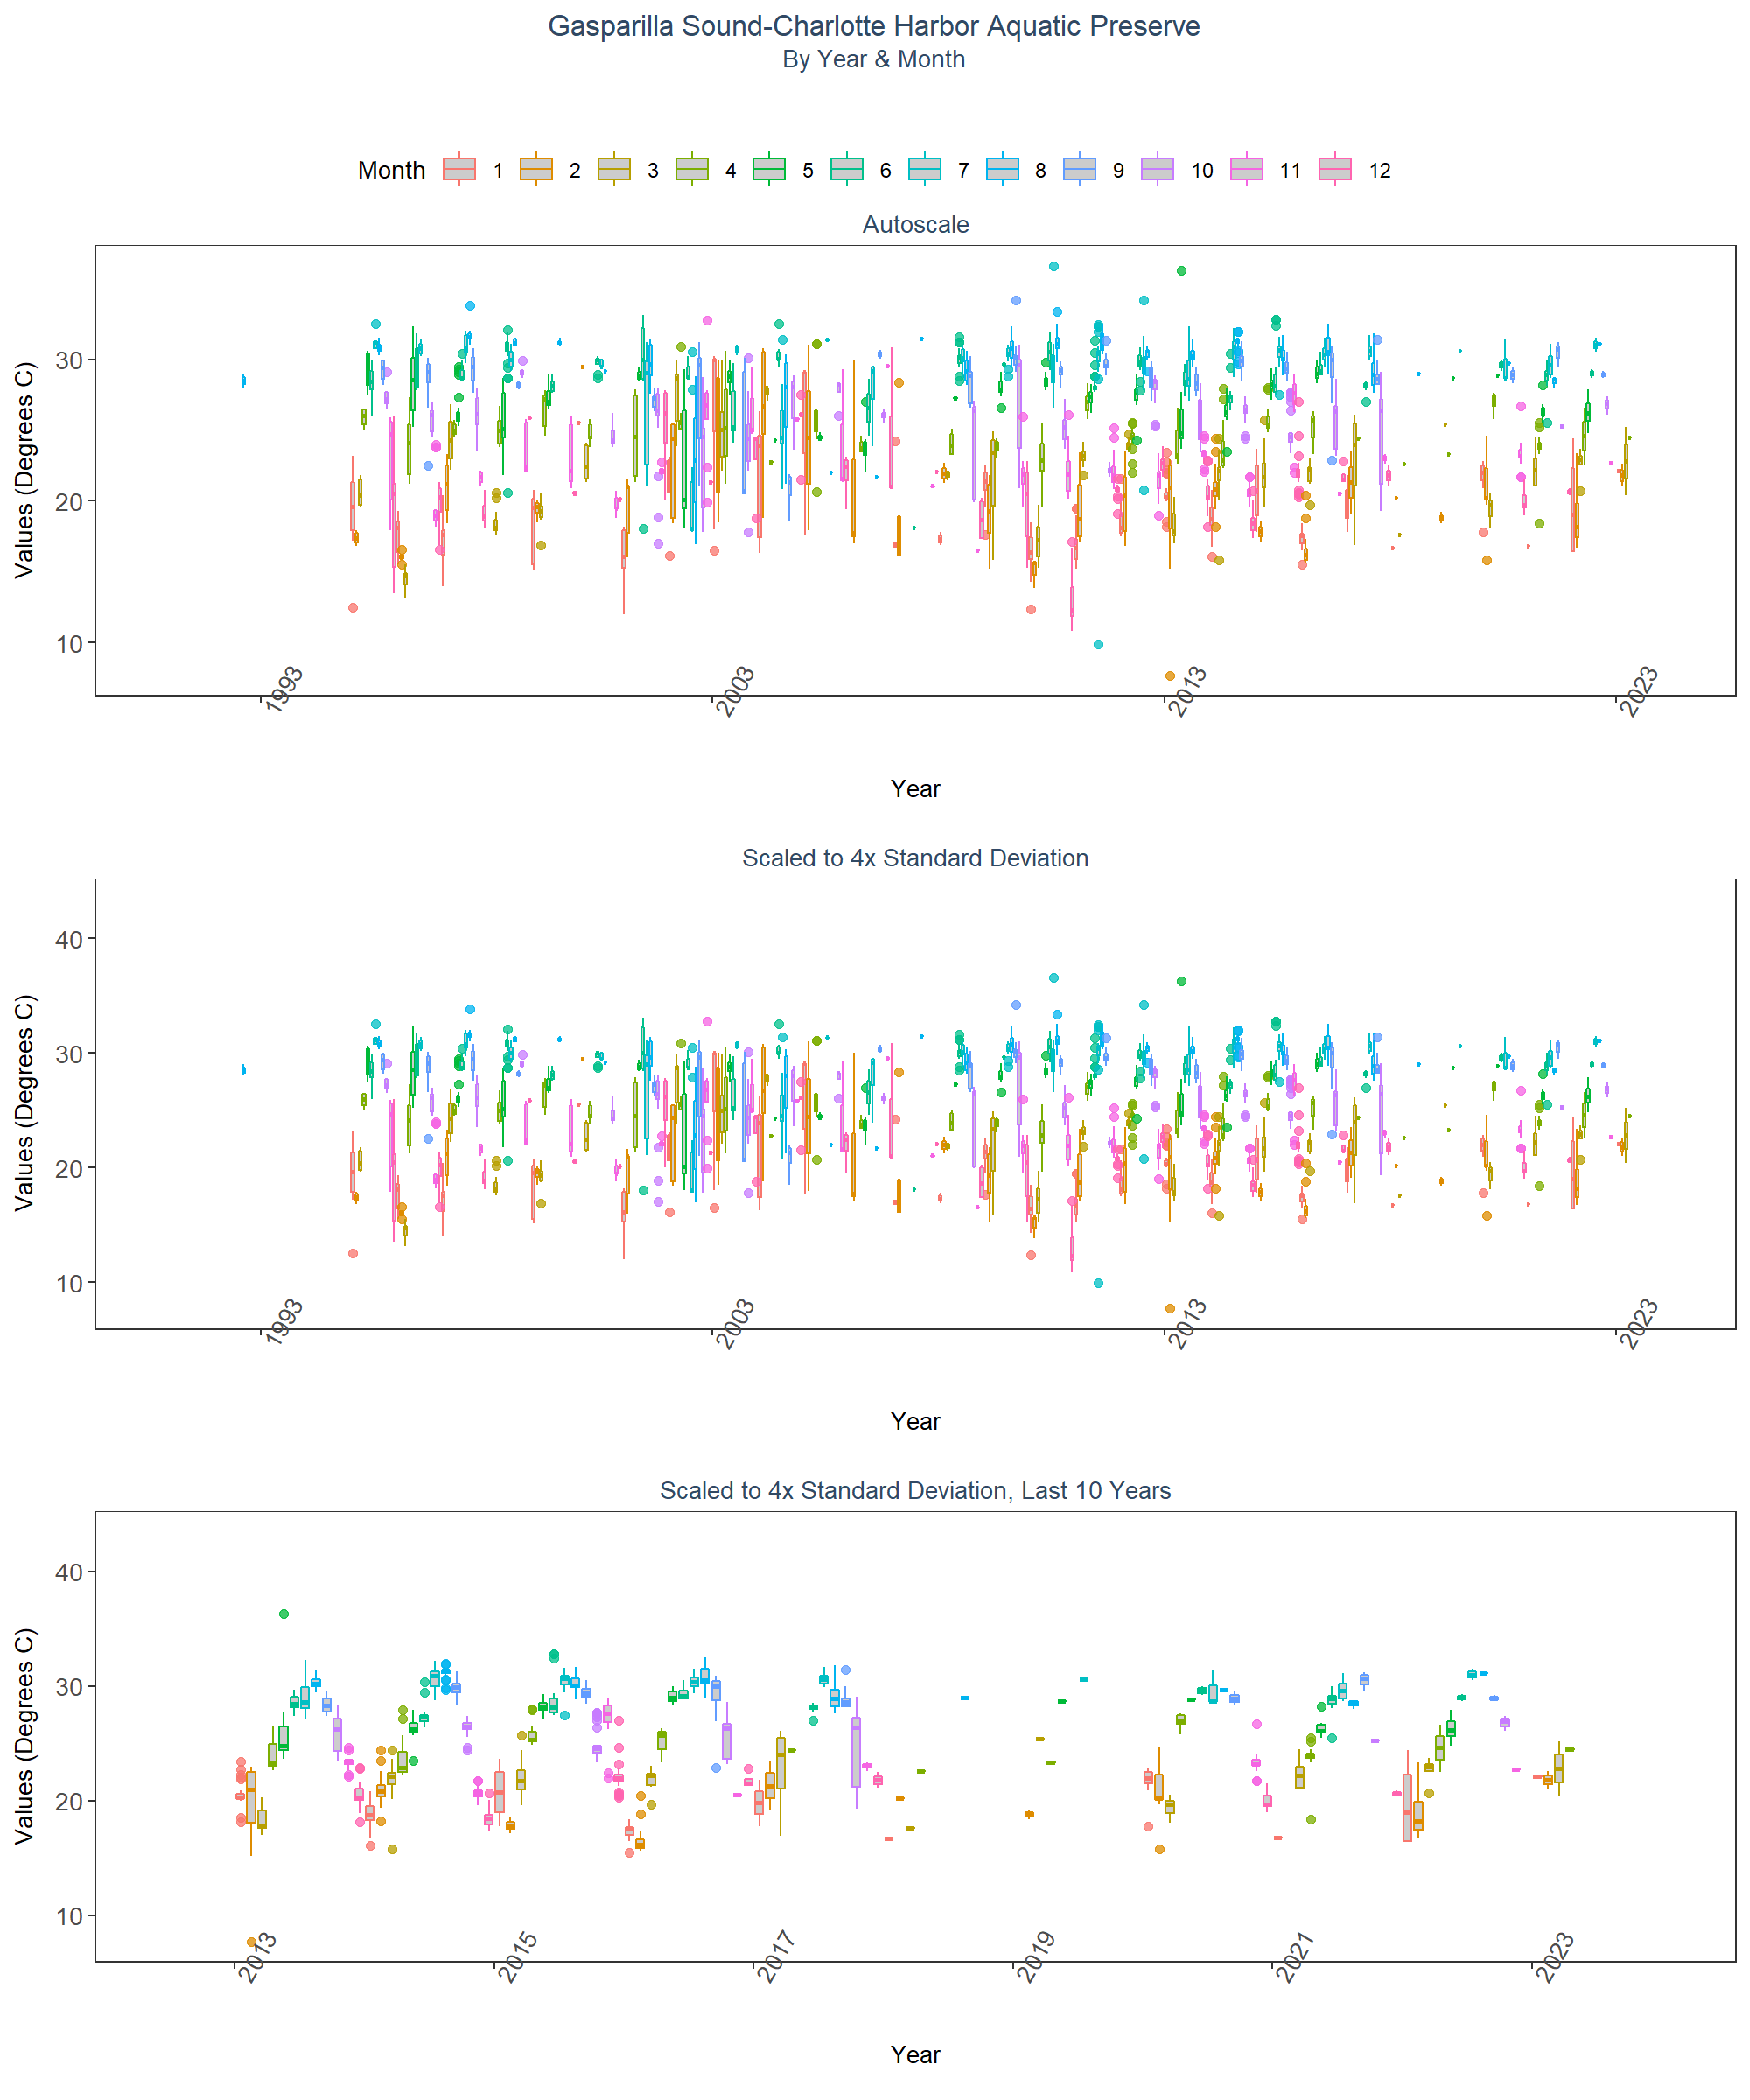 Gasparilla Sound-Charlotte Harbor Aquatic Preserve
By Year & Month
Month 1 2 3 4 5 6 7 8 9 10 11 12
Autoscale
Values (Degrees C)
30
20
10
1993 2003 2013 2023
Year
Scaled to 4x Standard Deviation
Values (Degrees C)
40
30
20
10
1993 2003 2013 2023
Year
Scaled to 4x Standard Deviation, Last 10 Years
Values (Degrees C)
40
30
20
10
2013 2015 2017 2019 2021 2023
Year